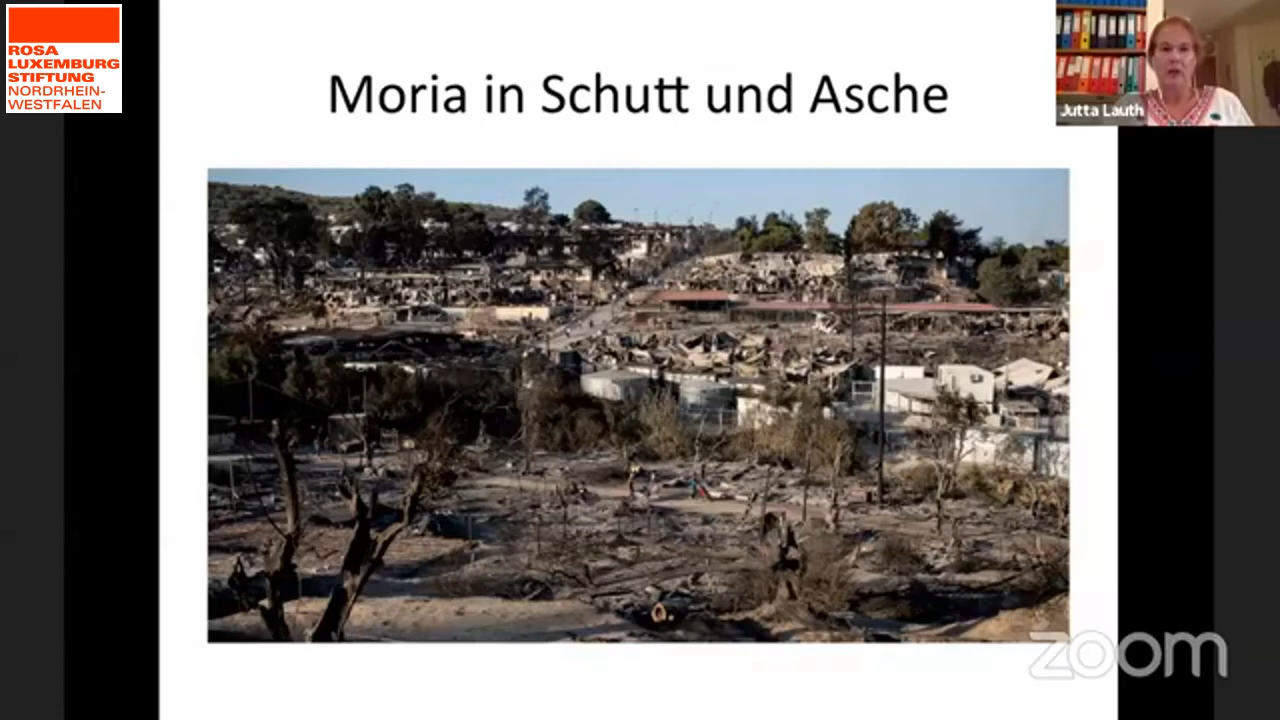 ROSA
LUXEMBURG
STIFTUNG
NORDRHEIN-
WESTFALEN
Moria in Schutt und Asche
Jutta Lauth
zoom